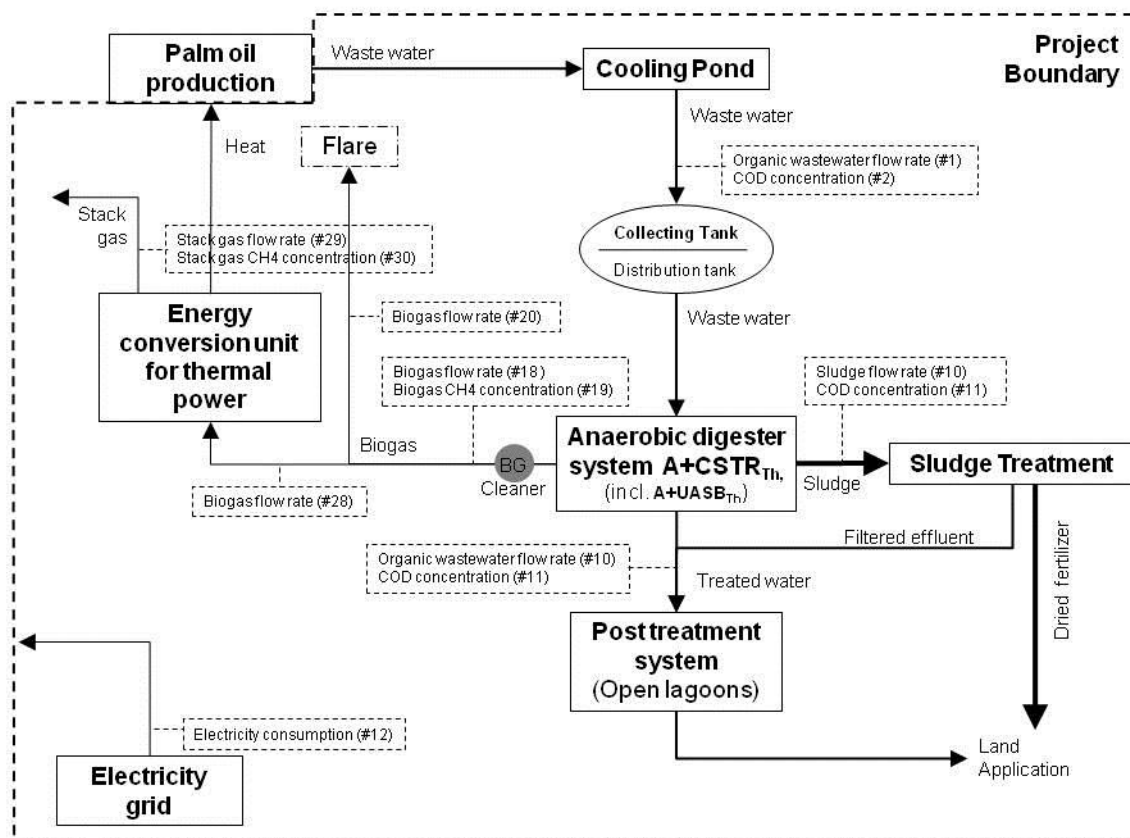 Palm oil
production
Waste water
Cooling Pond
Project
Boundary
Heat
Flare
Waste water
Organic wastewater flow rate (#1)
COD concentration (#2)
Stack
gas
Stack gas flow rate (#29)
Stack gas CH4 concentration (#30)
Collecting Tank
Distribution tank
Energy
conversion unit
for thermal
power
Biogas flow rate (#20)
Waste water
Biogas flow rate (#18)
Biogas CH4 concentration (#19)
Sludge flow rate (#10)
COD concentration (#11)
Biogas
BG
Cleaner
Anaerobic digester
system A+CSTRTh,
(incl. A+UASBTh)
Sludge
Sludge Treatment
Biogas flow rate (#28)
Filtered effluent
Dried fertilizer
Organic wastewater flow rate (#10)
COD concentration (#11)
Treated water
Post treatment
system
(Open lagoons)
Electricity consumption (#12)
Land
Application
Electricity
grid